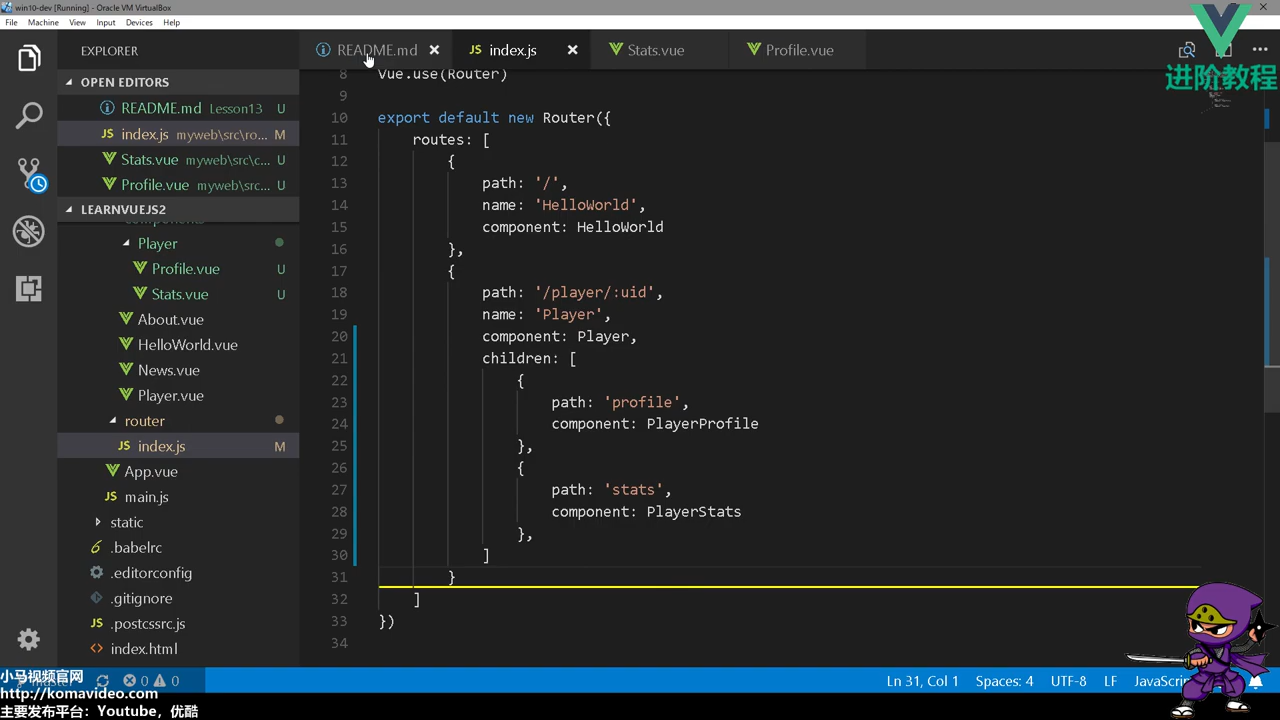 win10-dev [Running] - Oracle VM VirtualBox
File Machine View Input Devices Help
EXPLORER
OPEN EDITORS
README.md Lesson13 U
JS index.js myweb\src\ro... M
Stats.vue myweb\src\c... U
Profile.vue myweb\src... U
LEARNVUEJS2
components
Player
Profile.vue U
Stats.vue U
About.vue
HelloWorld.vue
News.vue
Player.vue
router
JS index.js M
App.vue
JS main.js
static
.babelrc
.editorconfig
.gitignore
JS .postcssrc.js
index.html
README.md
JS index.js
Stats.vue
Profile.vue
进阶教程
8 Vue.use(Router)
9
10 export default new Router({
11 routes: [
12 {
13 path: '/',
14 name: 'HelloWorld',
15 component: HelloWorld
16 },
17 {
18 path: '/player/:uid',
19 name: 'Player',
20 component: Player,
21 children: [
22 {
23 path: 'profile',
24 component: PlayerProfile
25 },
26 {
27 path: 'stats',
28 component: PlayerStats
29 },
30 ]
31 }
32 ]
33 })
34
小马视频官网
http://komavideo.com
主要发布平台：Youtube，优酷
0 0
Ln 31, Col 1 Spaces: 4 UTF-8 LF